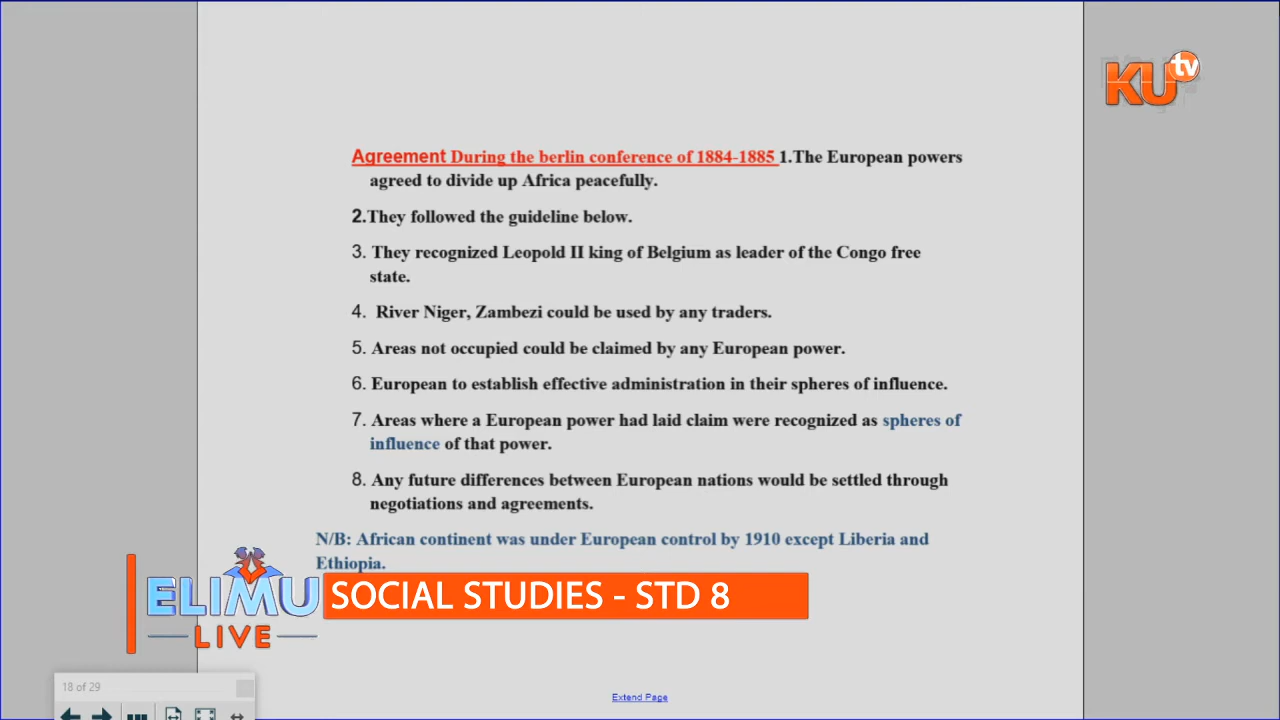 KU tv
Agreement During the berlin conference of 1884-1885 1.The European powers
agreed to divide up Africa peacefully.
2.They followed the guideline below.
3. They recognized Leopold II king of Belgium as leader of the Congo free
state.
4. River Niger, Zambezi could be used by any traders.
5. Areas not occupied could be claimed by any European power.
6. European to establish effective administration in their spheres of influence.
7. Areas where a European power had laid claim were recognized as spheres of
influence of that power.
8. Any future differences between European nations would be settled through
negotiations and agreements.
N/B: African continent was under European control by 1910 except Liberia and
Ethiopia.
ELIMU
LIVE
SOCIAL STUDIES - STD 8
18 of 29
Extend Page